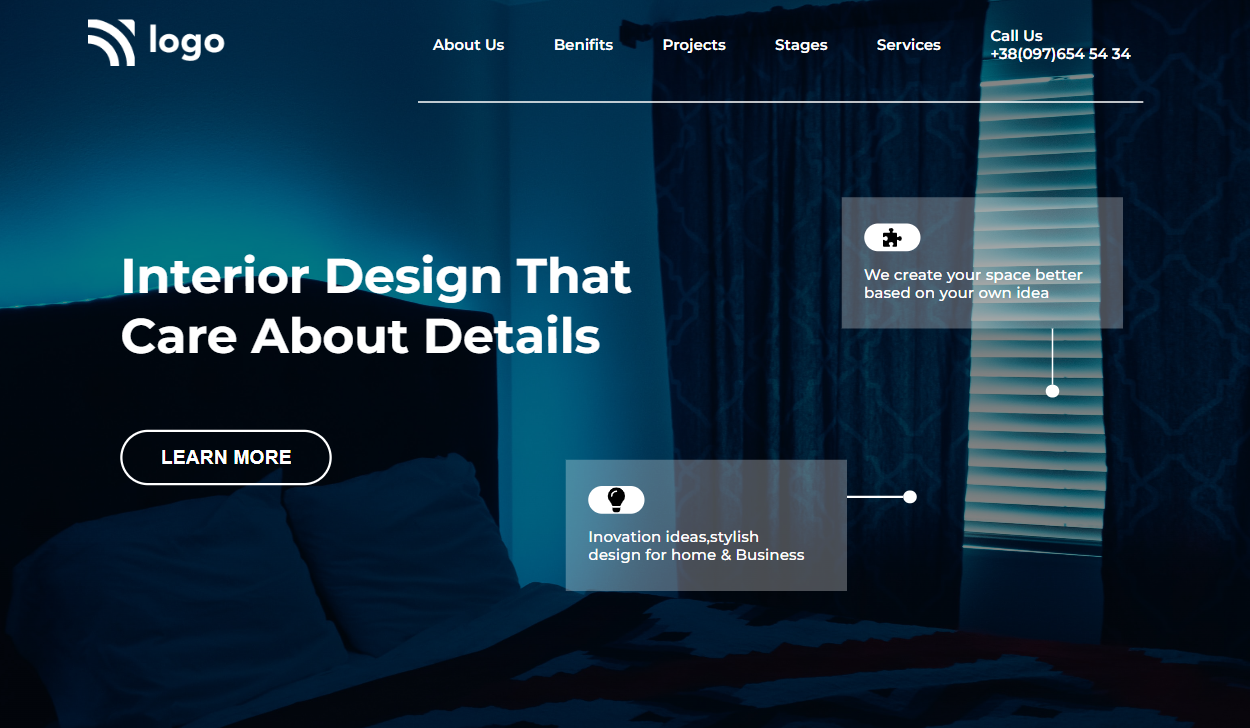 logo
About Us
Benifits
Projects
Stages
Services
Call Us
+38(097)654 54 34
We create your space better
based on your own idea
Interior Design That
Care About Details
LEARN MORE
Inovation ideas,stylish
design for home & Business